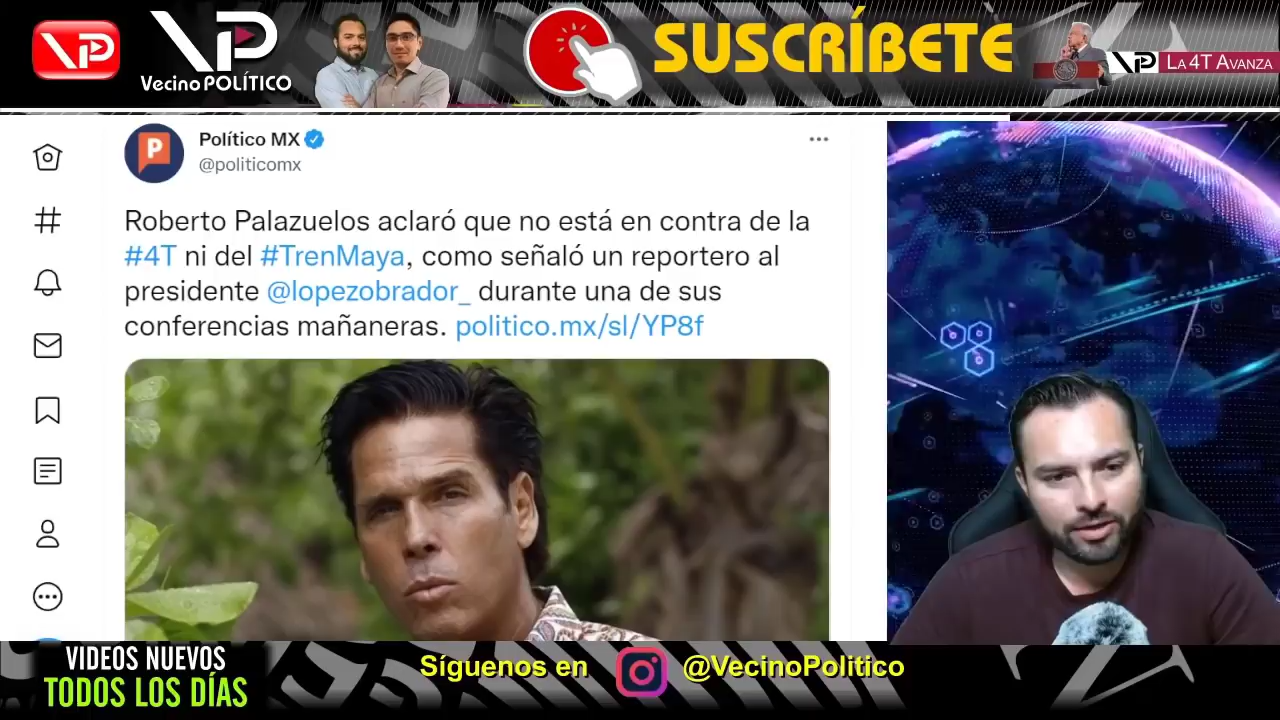 VP
VP
Vecino POLÍTICO
SUSCRÍBETE
VP LA 4T AVANZA
P
Político MX
@politicomx
Roberto Palazuelos aclaró que no está en contra de la
#4T ni del #TrenMaya, como señaló un reportero al
presidente @lopezobrador_ durante una de sus
conferencias mañaneras. politico.mx/sl/YP8f
VIDEOS NUEVOS
TODOS LOS DÍAS
Síguenos en @VecinoPolitico